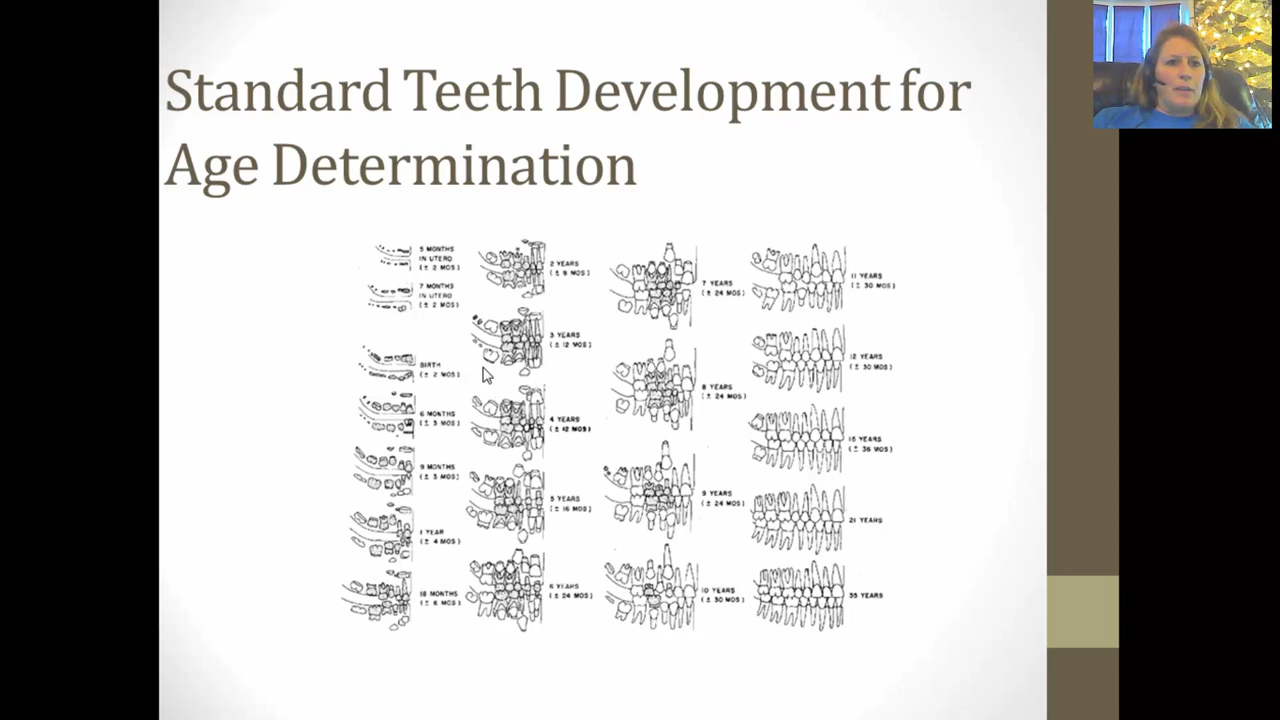 Standard Teeth Development for
Age Determination
5 MONTHS
IN UTERO
(± 2 MOS)
7 MONTHS
IN UTERO
(± 2 MOS)
BIRTH
(± 2 MOS)
6 MONTHS
(± 3 MOS)
9 MONTHS
(± 3 MOS)
1 YEAR
(± 4 MOS)
18 MONTHS
(± 6 MOS)
2 YEARS
(± 8 MOS)
3 YEARS
(± 12 MOS)
4 YEARS
(± 12 MOS)
5 YEARS
(± 16 MOS)
6 YEARS
(± 24 MOS)
7 YEARS
(± 24 MOS)
8 YEARS
(± 24 MOS)
9 YEARS
(± 24 MOS)
10 YEARS
(± 30 MOS)
11 YEARS
(± 30 MOS)
12 YEARS
(± 30 MOS)
15 YEARS
(± 36 MOS)
21 YEARS
35 YEARS